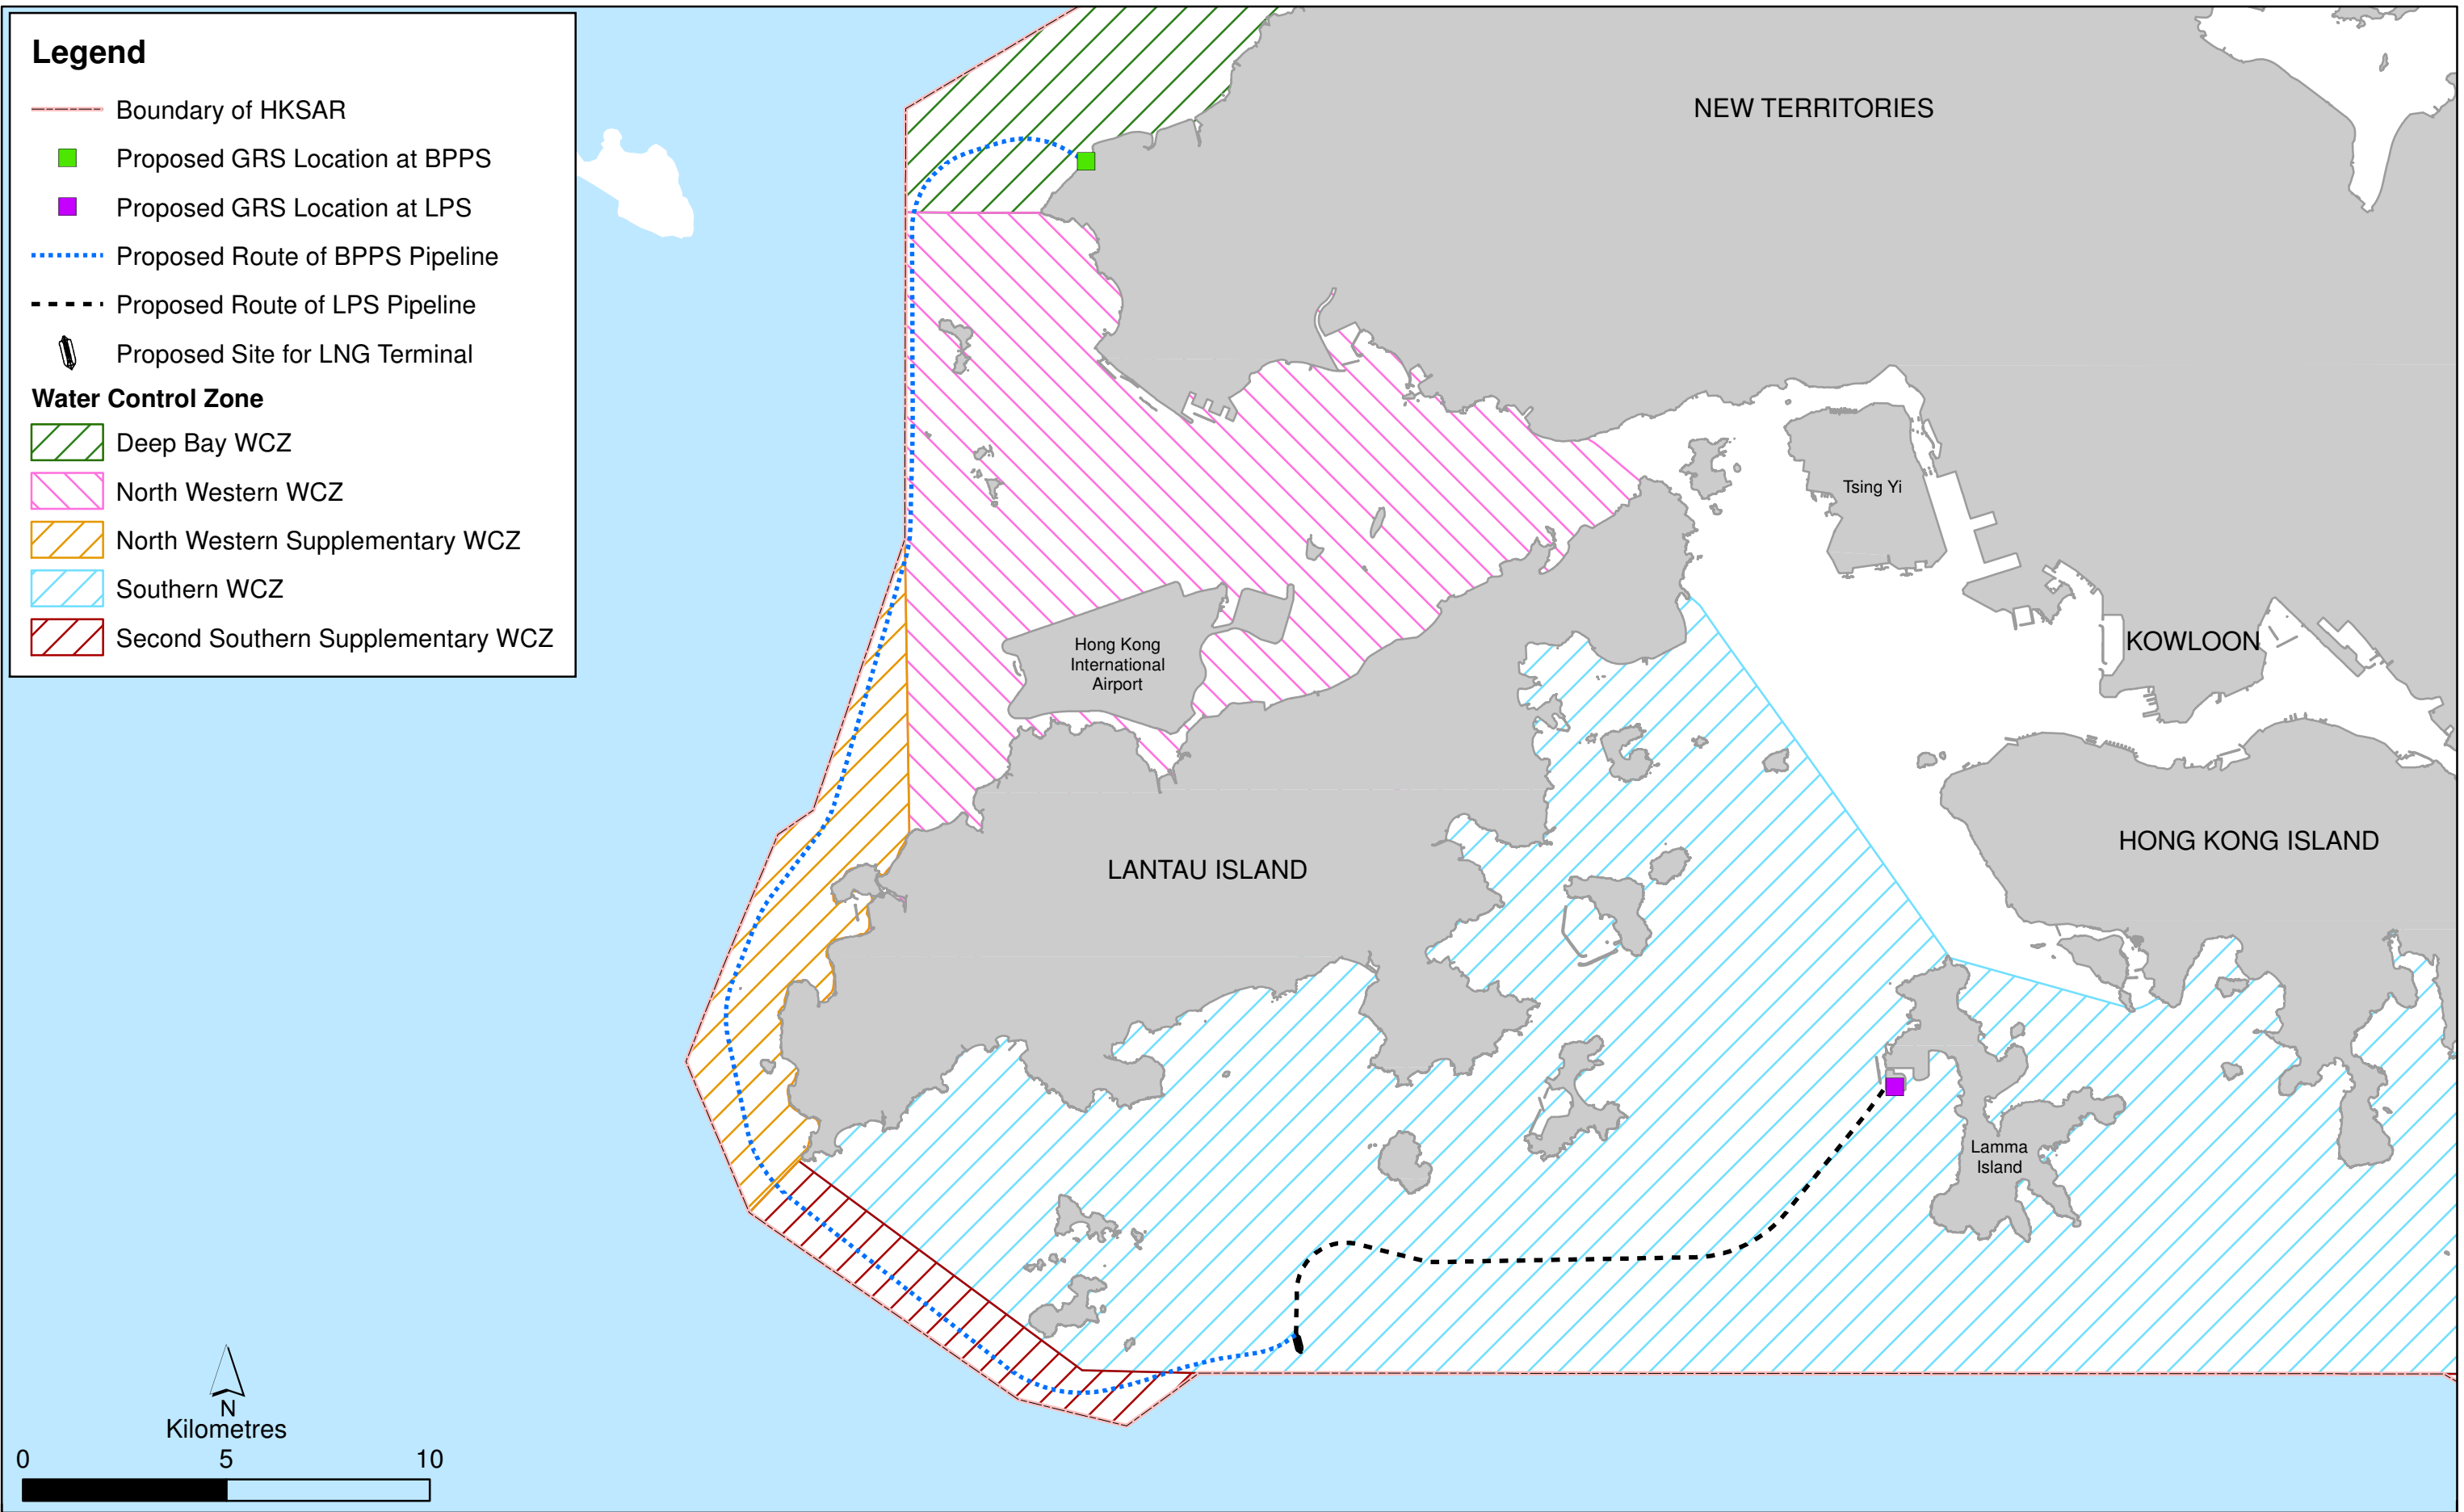 Legend
Boundary of HKSAR
Proposed GRS Location at BPPS
Proposed GRS Location at LPS
Proposed Route of BPPS Pipeline
Proposed Route of LPS Pipeline
Proposed Site for LNG Terminal
Water Control Zone
Deep Bay WCZ
North Western WCZ
North Western Supplementary WCZ
Southern WCZ
Second Southern Supplementary WCZ
NEW TERRITORIES
Tsing Yi
KOWLOON
Hong Kong
International
Airport
HONG KONG ISLAND
LANTAU ISLAND
Lamma
Island
N
Kilometres
0 5 10